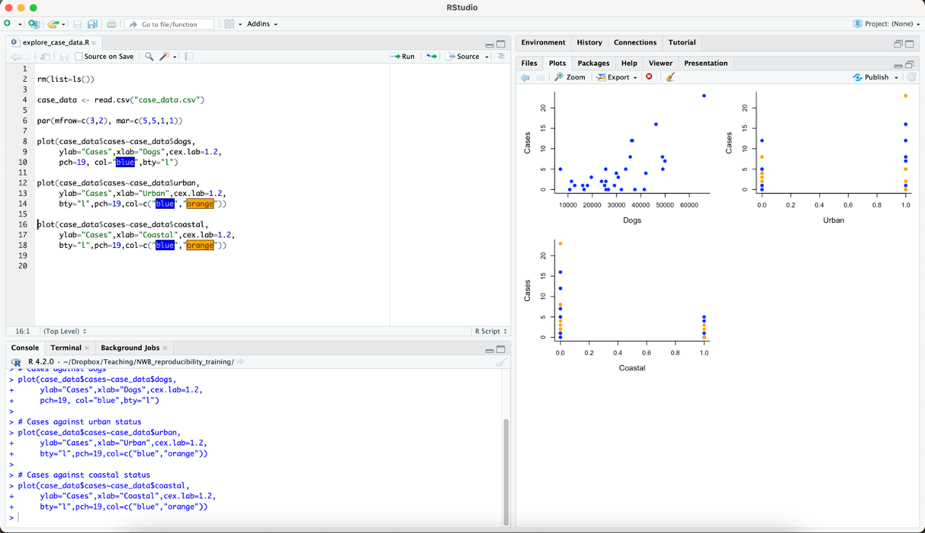 RStudio
Go to file/function
Addins
Project: (None)
explore_case_data.R
Source on Save
Run
Source
1
2 rm(list=ls())
3
4 case_data <- read.csv("case_data.csv")
5
6 par(mfrow=c(3,2), mar=c(5,5,1,1))
7
8 plot(case_data$cases~case_data$dogs,
9 ylab="Cases",xlab="Dogs",cex.lab=1.2,
10 pch=19, col="blue",bty="l")
11
12 plot(case_data$cases~case_data$urban,
13 ylab="Cases",xlab="Urban",cex.lab=1.2,
14 bty="l",pch=19,col=c("blue","orange"))
15
16 plot(case_data$cases~case_data$coastal,
17 ylab="Cases",xlab="Coastal",cex.lab=1.2,
18 bty="l",pch=19,col=c("blue","orange"))
19
20
16:1 (Top Level) R Script
Console Terminal Background Jobs
R 4.2.0 · ~/Dropbox/Teaching/NWB_reproducibility_training/
> # Cases against dogs
> plot(case_data$cases~case_data$dogs,
+ ylab="Cases",xlab="Dogs",cex.lab=1.2,
+ pch=19, col="blue",bty="l")
>
> # Cases against urban status
> plot(case_data$cases~case_data$urban,
+ ylab="Cases",xlab="Urban",cex.lab=1.2,
+ bty="l",pch=19,col=c("blue","orange"))
>
> # Cases against coastal status
> plot(case_data$cases~case_data$coastal,
+ ylab="Cases",xlab="Coastal",cex.lab=1.2,
+ bty="l",pch=19,col=c("blue","orange"))
>
Environment History Connections Tutorial
Files Plots Packages Help Viewer Presentation
Zoom Export Publish
Cases
20
15
10
5
0
10000 20000 30000 40000 50000 60000
Dogs
Cases
20
15
10
5
0
0.0 0.2 0.4 0.6 0.8 1.0
Urban
Cases
20
15
10
5
0
0.0 0.2 0.4 0.6 0.8 1.0
Coastal